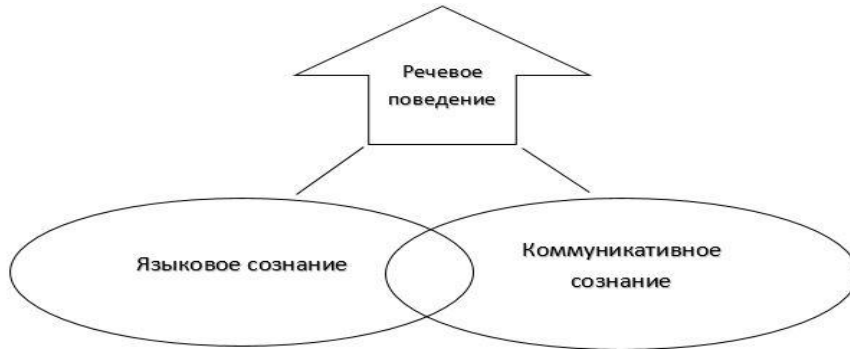 Речевое
поведение
Языковое сознание
Коммуникативное
сознание